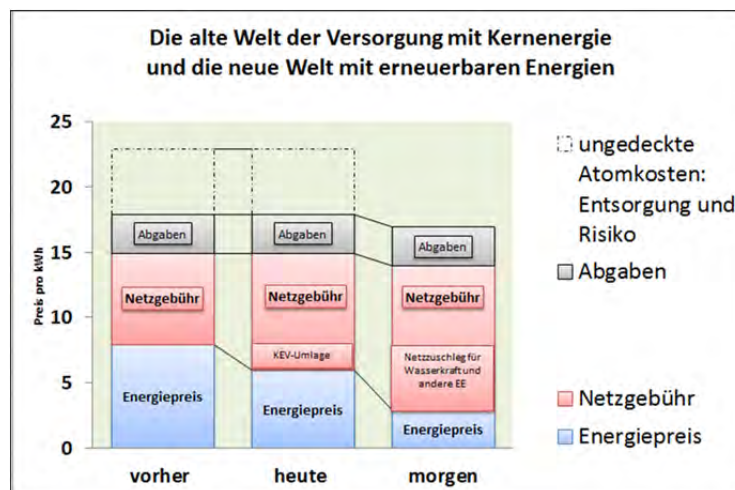 Die alte Welt der Versorgung mit Kernenergie
und die neue Welt mit erneuerbaren Energien
25
20
15
10
5
0
Preis pro kWh
Abgaben
Netzgebühr
Energiepreis
Abgaben
Netzgebühr
KEV-Umlage
Energiepreis
Abgaben
Netzgebühr
Netzzuschleg für
Wasserkraft und
andere EE
Energiepreis
vorher
heute
morgen
ungedeckte
Atomkosten:
Entsorgung und
Risiko
Abgaben
Netzgebühr
Energiepreis